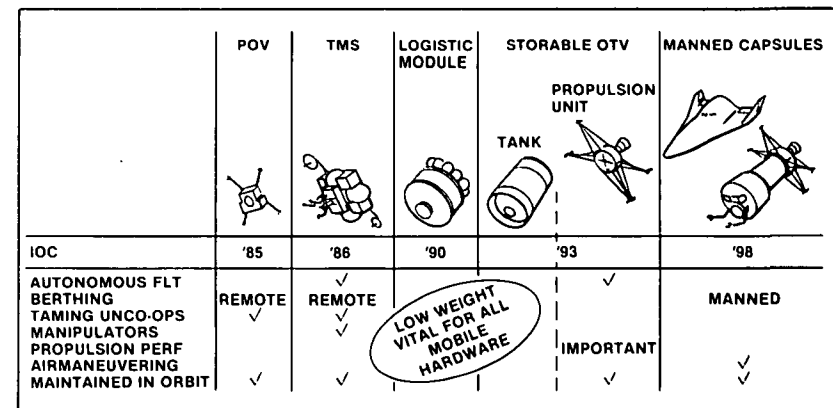 POV TMS LOGISTIC MODULE STORABLE OTV MANNED CAPSULES
PROPULSION UNIT
TANK
IOC '85 '86 '90 '93 '98
AUTONOMOUS FLT ✓ ✓
BERTHING REMOTE REMOTE MANNED
TAMING UNCO-OPS ✓ ✓
MANIPULATORS ✓
PROPULSION PERF IMPORTANT
AIRMANEUVERING ✓
MAINTAINED IN ORBIT ✓ ✓ ✓ ✓
LOW WEIGHT
VITAL FOR ALL
MOBILE
HARDWARE